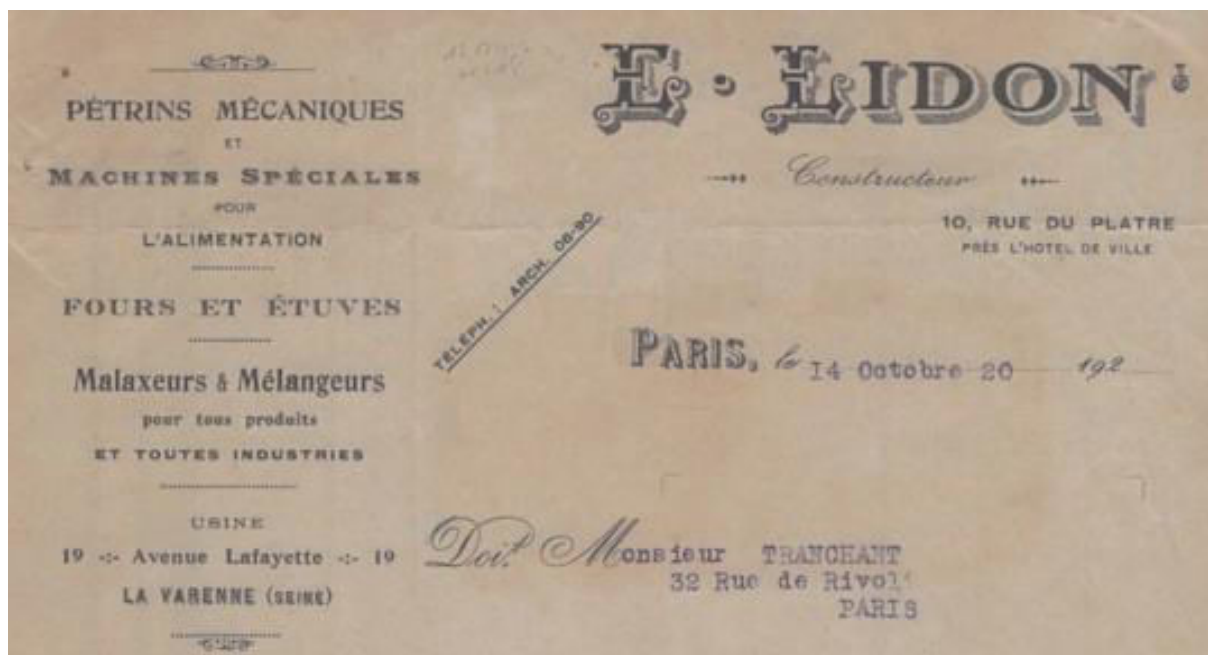 PÉTRINS MÉCANIQUES
ET
MACHINES SPÉCIALES
POUR
L'ALIMENTATION
FOURS ET ÉTUVES
Malaxeurs & Mélangeurs
pour tous produits
ET TOUTES INDUSTRIES
USINE
19 -:- Avenue Lafayette -:- 19
LA VARENNE (SEINE)
E. LIDON
Constructeur
10, RUE DU PLATRE
PRÈS L'HOTEL DE VILLE
TÉLÉPH. : ARCH. 08-90
PARIS, le 14 Octobre 20 192
Doit Monsieur TRANCHANT
32 Rue de Rivoli
PARIS